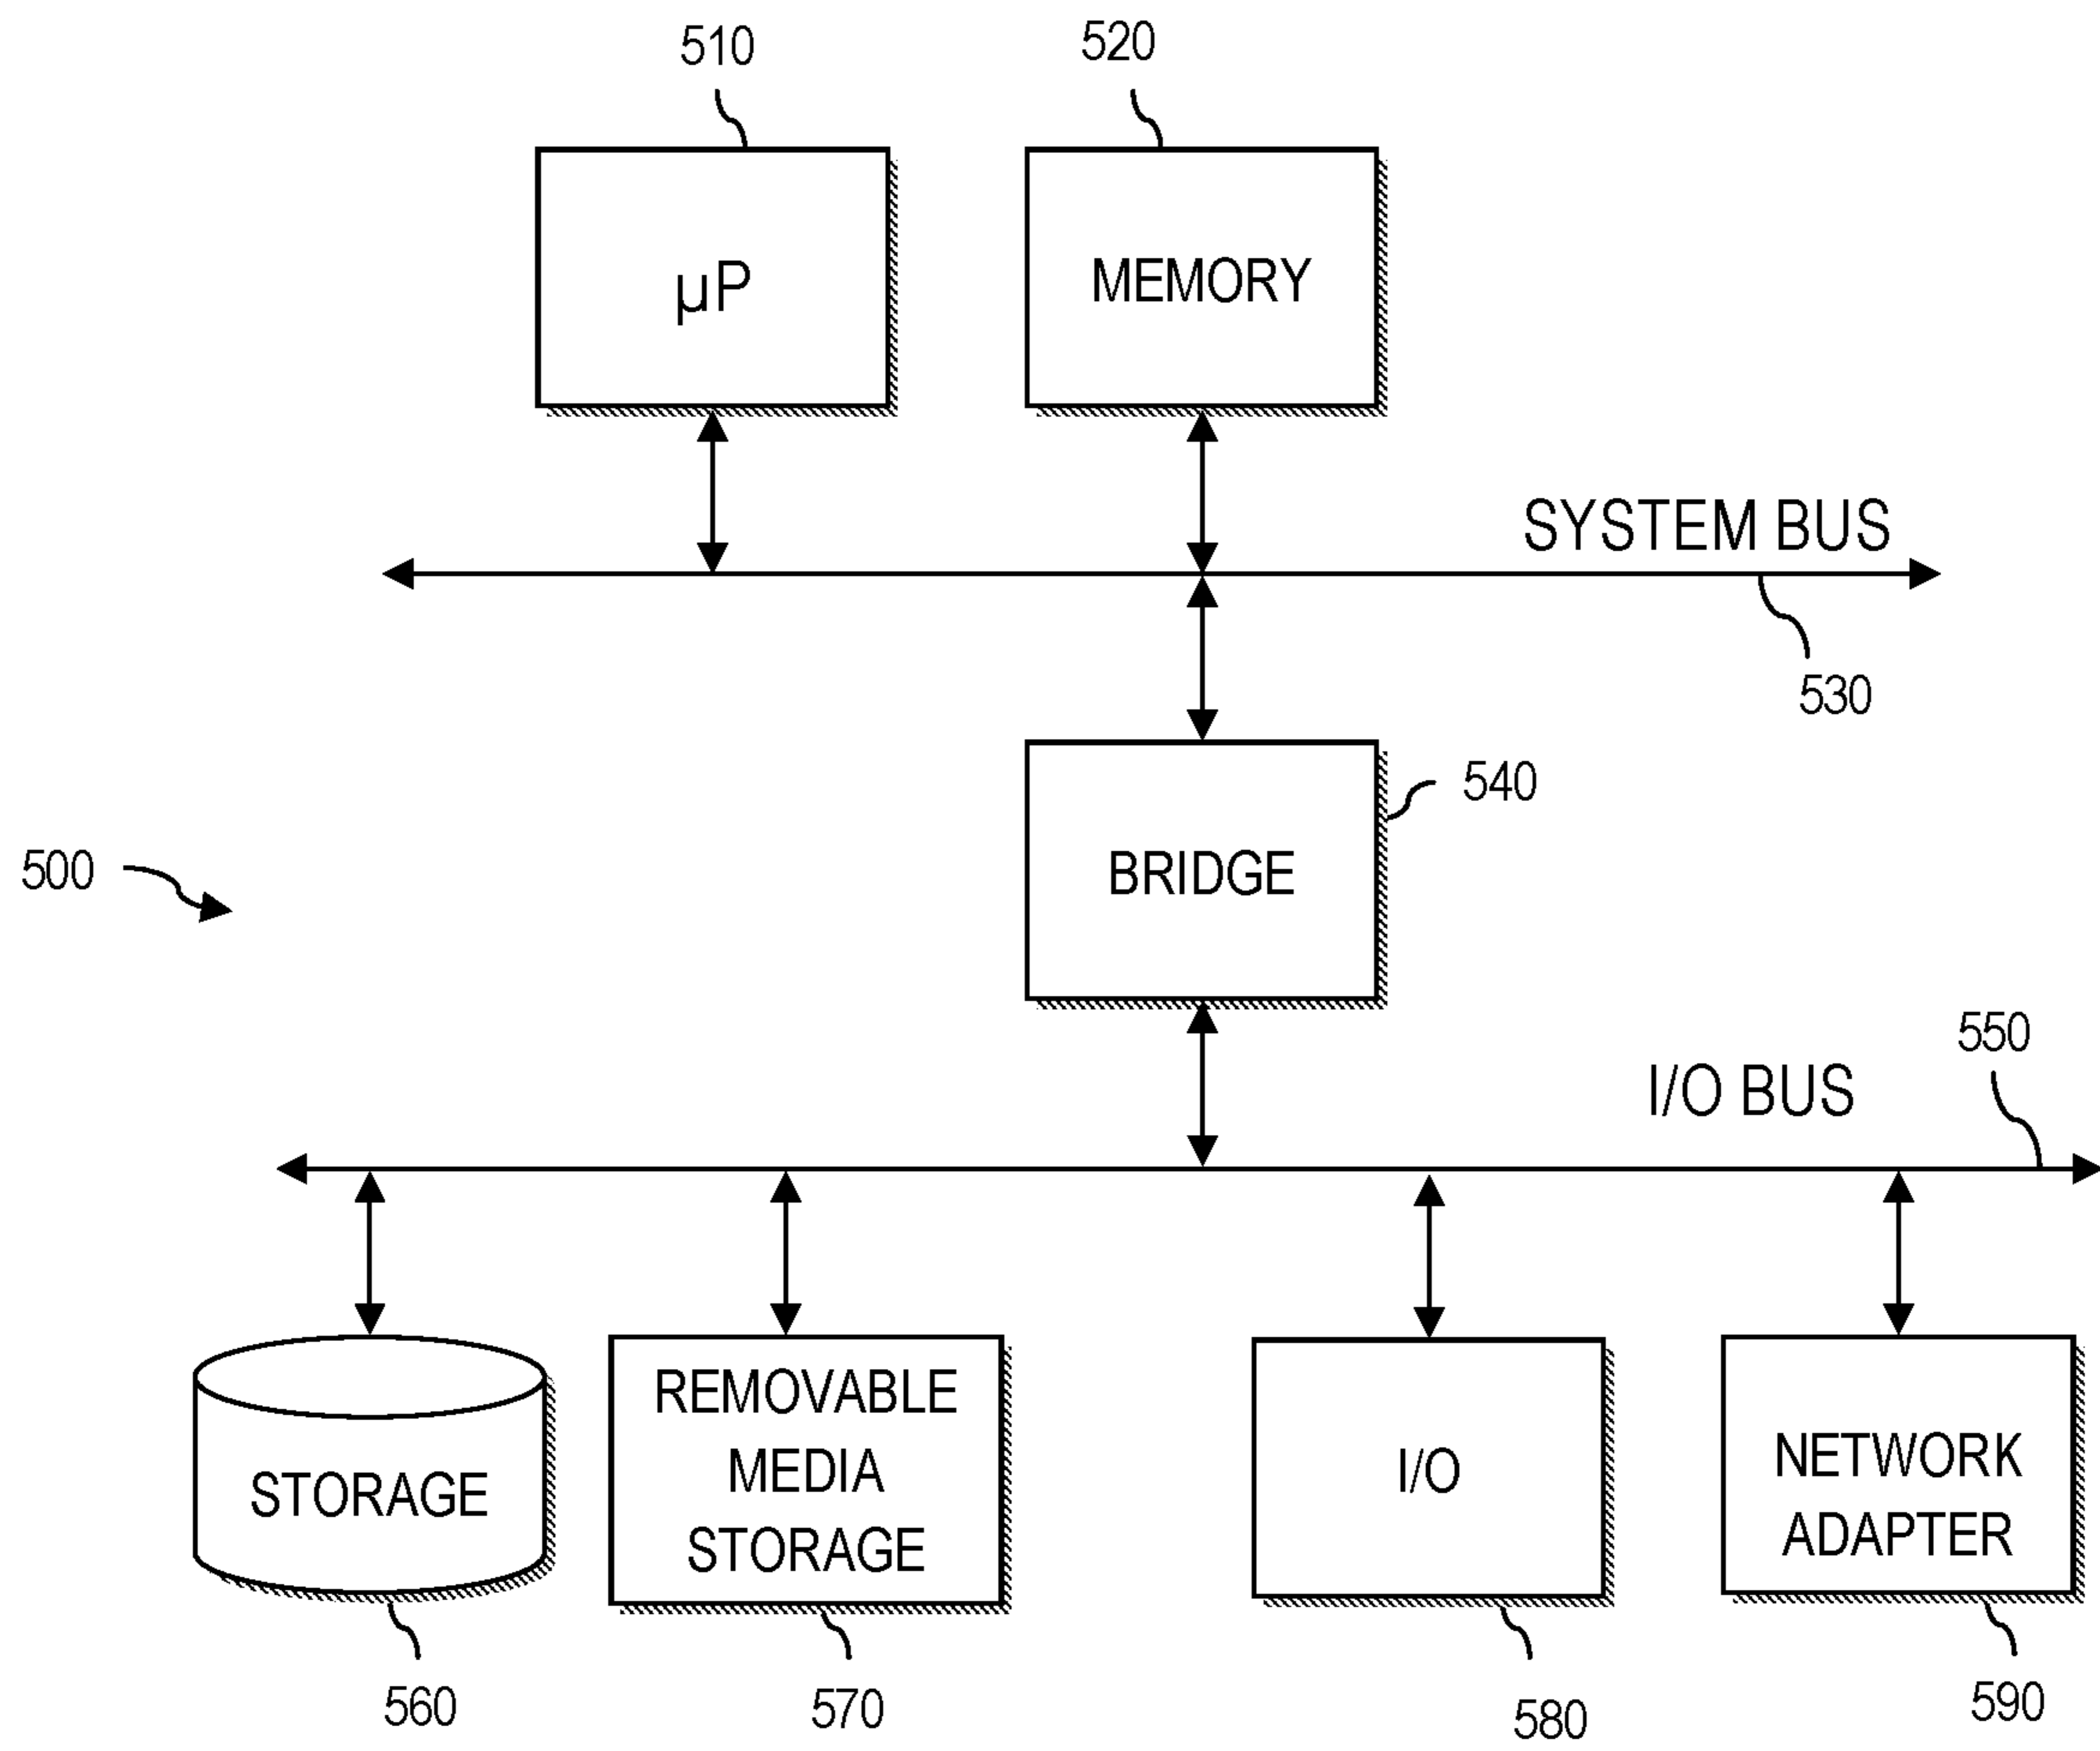 510
520
µP
MEMORY
SYSTEM BUS
530
540
BRIDGE
500
550
I/O BUS
STORAGE
REMOVABLE
MEDIA
STORAGE
I/O
NETWORK
ADAPTER
560
570
580
590